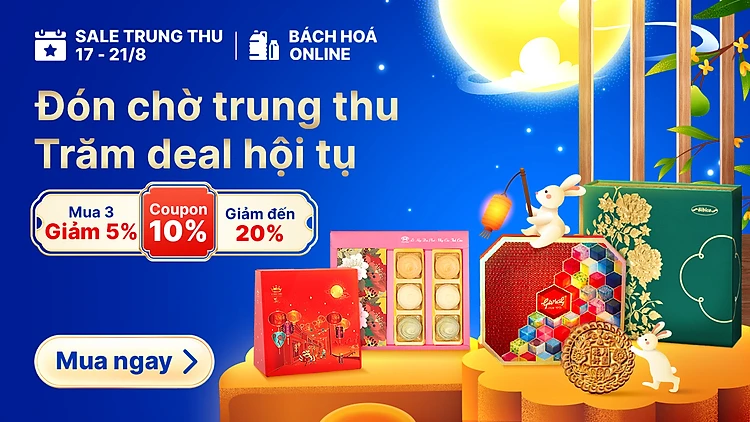 SALE TRUNG THU
17 - 21/8
BÁCH HOÁ
ONLINE
Đón chờ trung thu
Trăm deal hội tụ
Mua 3
Giảm 5%
Coupon
10%
Giảm đến
20%
Mua ngay
Bibica